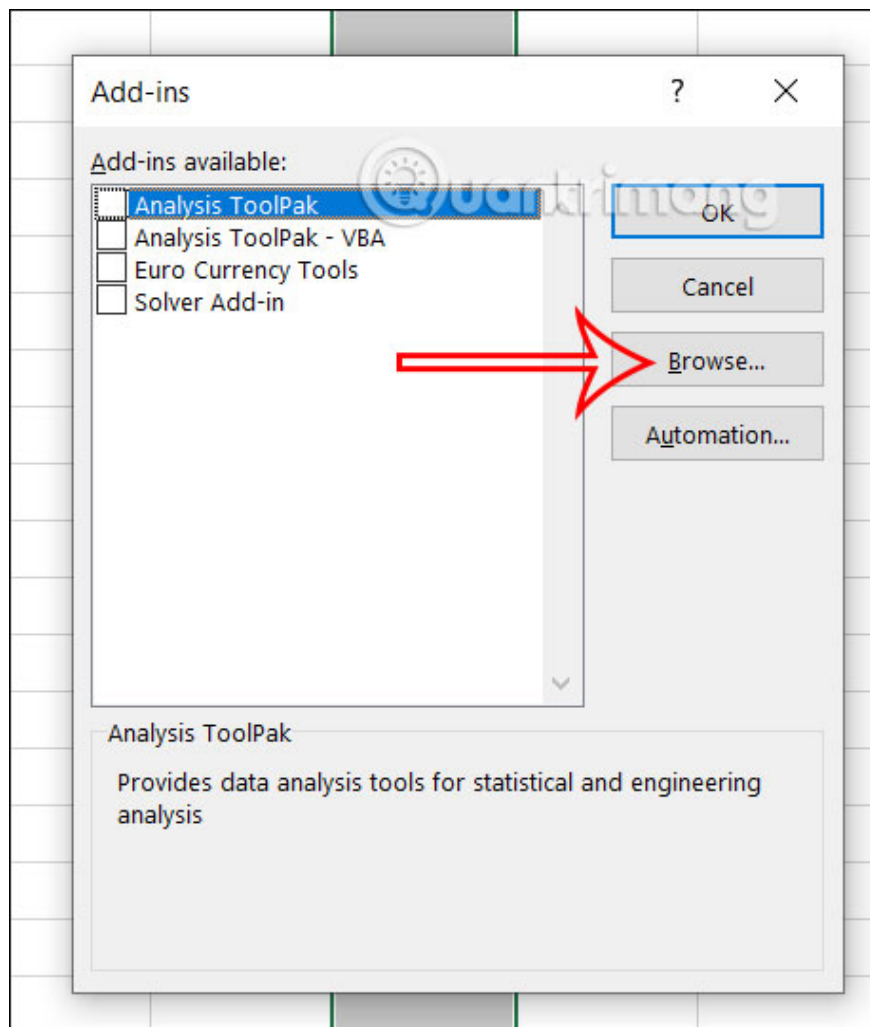 Add-ins
?
Add-ins available:
Quantrimang
Analysis ToolPak
Analysis ToolPak - VBA
Euro Currency Tools
Solver Add-in
OK
Cancel
Browse...
Automation...
Analysis ToolPak
Provides data analysis tools for statistical and engineering
analysis